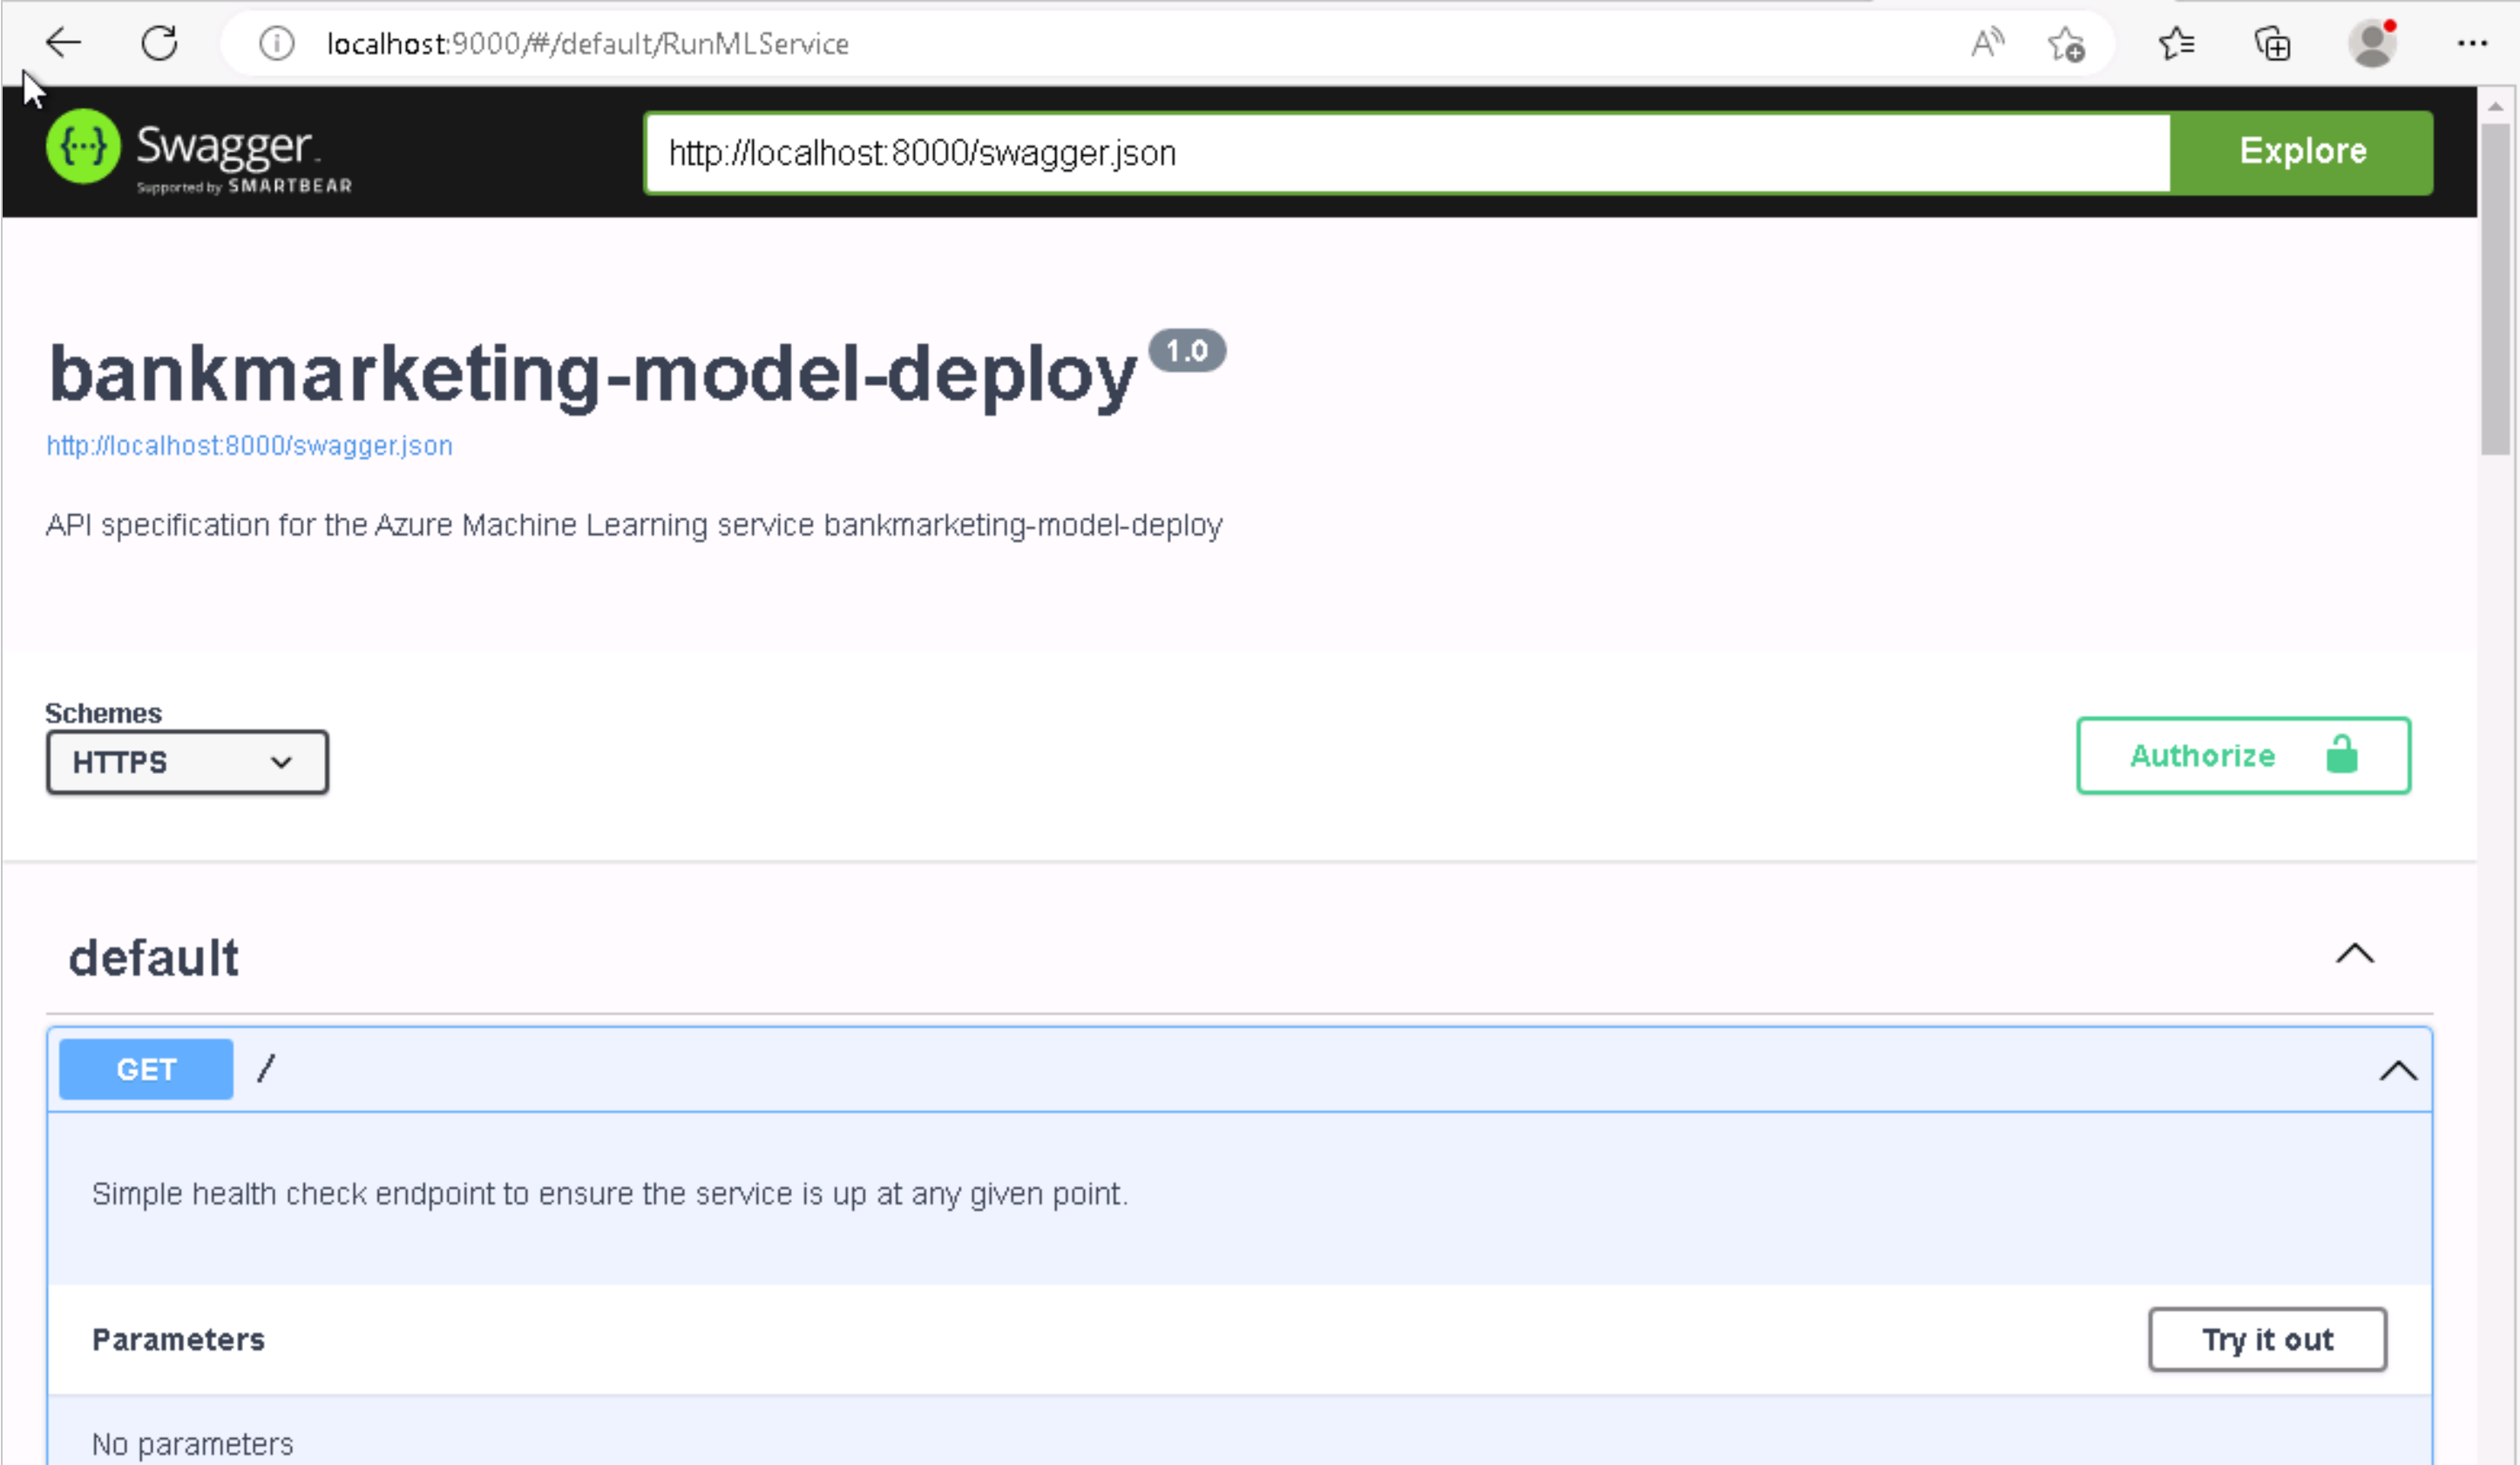 localhost:9000/#/default/RunMLService
Swagger.
Supported by SMARTBEAR
http://localhost:8000/swagger.json
Explore
bankmarketing-model-deploy 1.0
http://localhost:8000/swagger.json
API specification for the Azure Machine Learning service bankmarketing-model-deploy
Schemes
HTTPS
Authorize
default
GET /
Simple health check endpoint to ensure the service is up at any given point.
Parameters
Try it out
No parameters